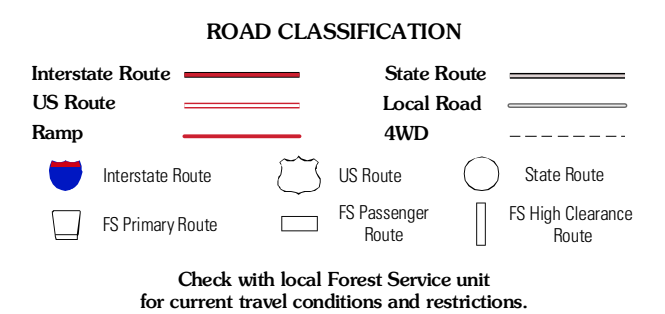 ROAD CLASSIFICATION
Interstate Route
State Route
US Route
Local Road
Ramp
4WD
Interstate Route
US Route
State Route
FS Primary Route
FS Passenger
Route
FS High Clearance
Route
Check with local Forest Service unit
for current travel conditions and restrictions.